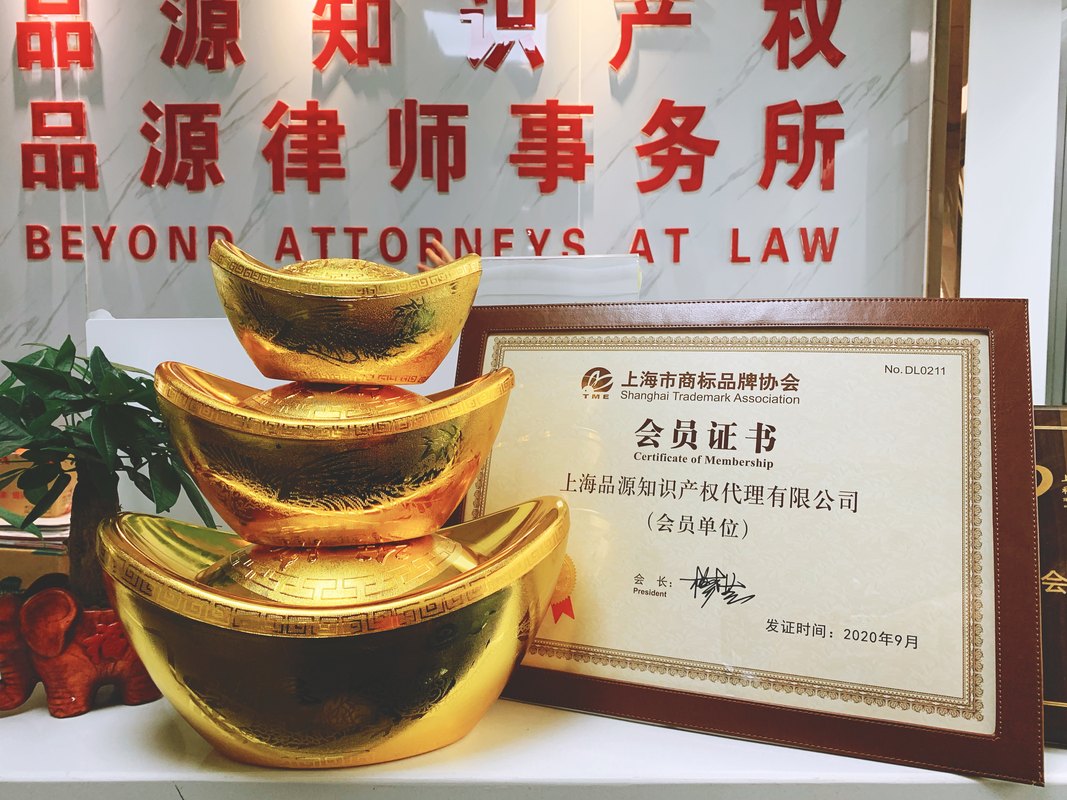 品源知识产权
品源律师事务所
BEYOND ATTORNEYS AT LAW
No. DL0211
TME
上海市商标品牌协会
Shanghai Trademark Association
会员证书
Certificate of Membership
上海品源知识产权代理有限公司
（会员单位）
会 长：
President
发证时间：2020年9月
会